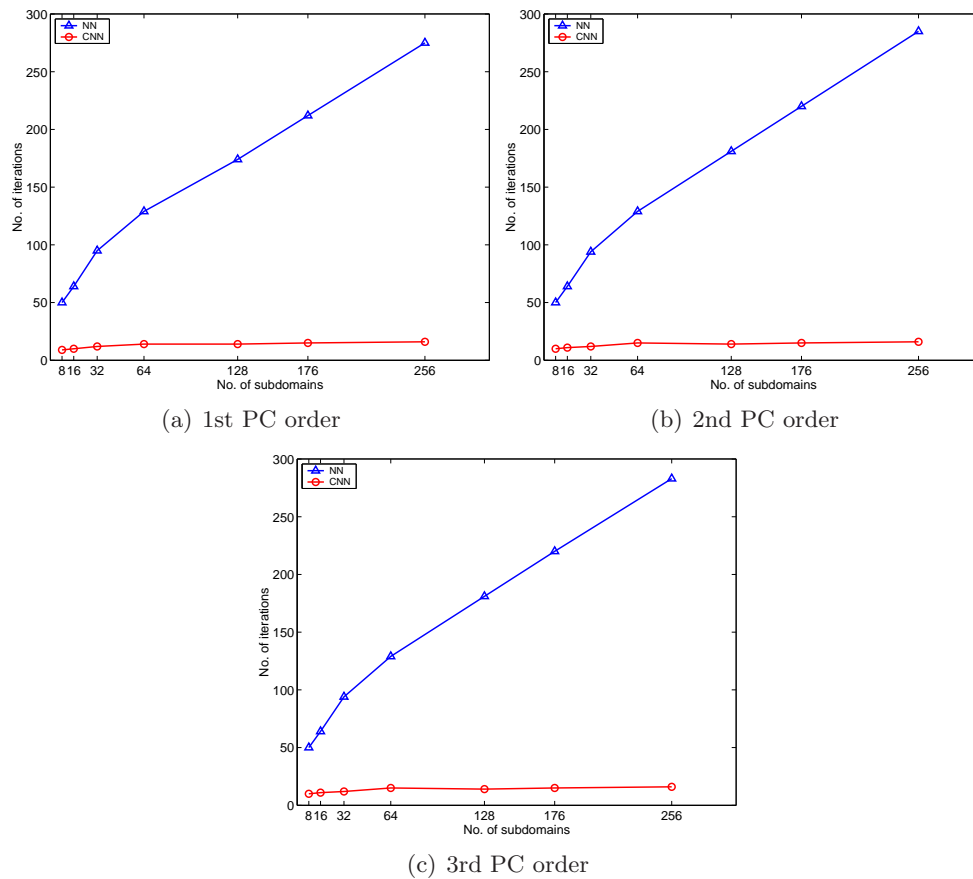 300
250
200
150
100
50
0
No. of iterations
NN
CNN
8 16 32 64 128 176 256
No. of subdomains
(a) 1st PC order
300
250
200
150
100
50
0
No. of iterations
NN
CNN
8 16 32 64 128 176 256
No. of subdomains
(b) 2nd PC order
300
250
200
150
100
50
0
No. of iterations
NN
CNN
8 16 32 64 128 176 256
No. of subdomains
(c) 3rd PC order